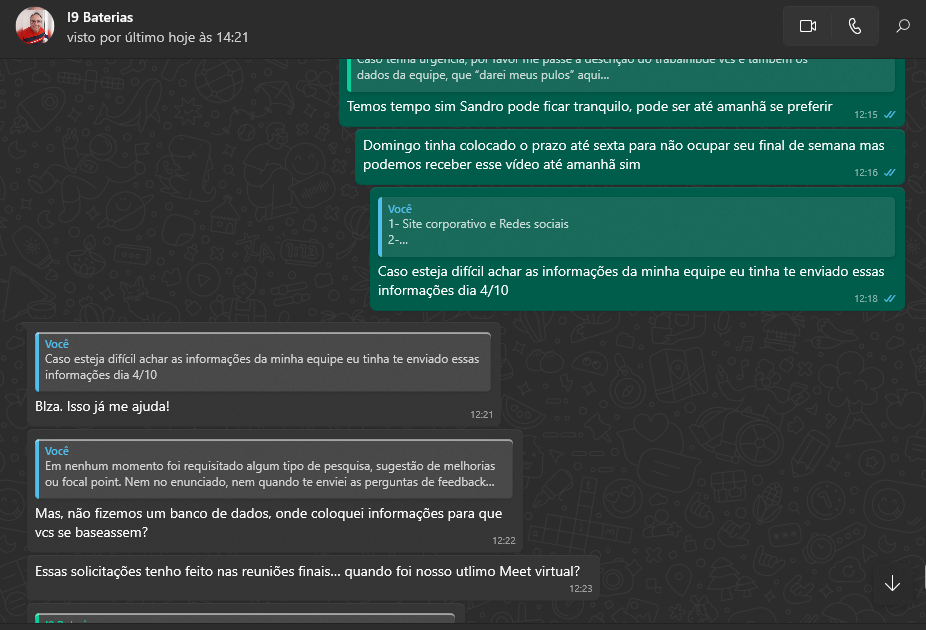 I9 Baterias
visto por último hoje às 14:21
Caso tenha urgência, por favor me passe a descrição do trabalhbde vcs e também os
dados da equipe, que “darei meus pulos” aqui...
Temos tempo sim Sandro pode ficar tranquilo, pode ser até amanhã se preferir
12:15
Domingo tinha colocado o prazo até sexta para não ocupar seu final de semana mas
podemos receber esse vídeo até amanhã sim
12:16
Você
1- Site corporativo e Redes sociais
2-...
Caso esteja difícil achar as informações da minha equipe eu tinha te enviado essas
informações dia 4/10
12:18
Você
Caso esteja difícil achar as informações da minha equipe eu tinha te enviado essas
informações dia 4/10
Blza. Isso já me ajuda!
12:21
Você
Em nenhum momento foi requisitado algum tipo de pesquisa, sugestão de melhorias
ou focal point. Nem no enunciado, nem quando te enviei as perguntas de feedback...
Mas, não fizemos um banco de dados, onde coloquei informações para que
vcs se baseassem?
12:22
Essas solicitações tenho feito nas reuniões finais... quando foi nosso utlimo Meet virtual?
12:23
I9 Baterias